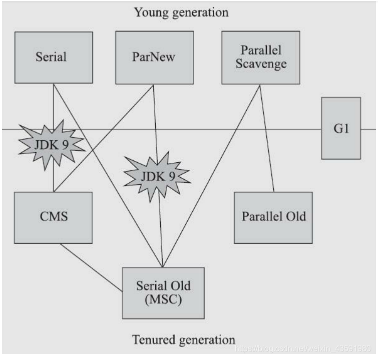 Young generation
Serial
ParNew
Parallel
Scavenge
G1
JDK 9
JDK 9
CMS
Parallel Old
Serial Old
(MSC)
Tenured generation